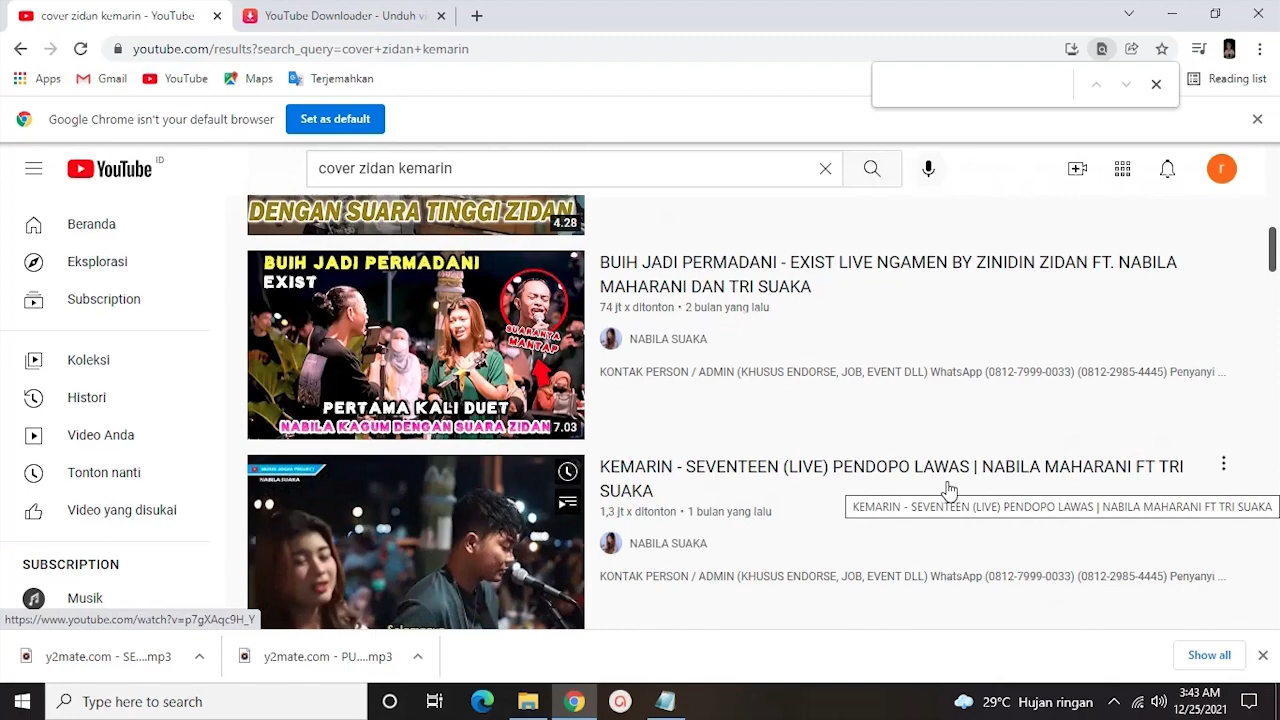 cover zidan kemarin - YouTube
YouTube Downloader - Unduh vi
youtube.com/results?search_query=cover+zidan+kemarin
Apps
Gmail
YouTube
Maps
Terjemahkan
Reading list
Google Chrome isn't your default browser
Set as default
YouTube ID
cover zidan kemarin
r
Beranda
Eksplorasi
Subscription
Koleksi
Histori
Video Anda
Tonton nanti
Video yang disukai
SUBSCRIPTION
Musik
DENGAN SUARA TINGGI ZIDAN
4.28
BUIH JADI PERMADANI
EXIST
SUARANYA
MANTAP
PERTAMA KALI DUET
NABILA KAGUM DENGAN SUARA ZIDAN
7.03
BUIH JADI PERMADANI - EXIST LIVE NGAMEN BY ZINIDIN ZIDAN FT. NABILA
MAHARANI DAN TRI SUAKA
74 jt x ditonton • 2 bulan yang lalu
NABILA SUAKA
KONTAK PERSON / ADMIN (KHUSUS ENDORSE, JOB, EVENT DLL) WhatsApp (0812-7999-0033) (0812-2985-4445) Penyanyi ...
NABILA SUAKA
KEMARIN - SEVENTEEN (LIVE) PENDOPO LAWAS | NABILA MAHARANI FT TRI
SUAKA
KEMARIN - SEVENTEEN (LIVE) PENDOPO LAWAS | NABILA MAHARANI FT TRI SUAKA
1,3 jt x ditonton • 1 bulan yang lalu
NABILA SUAKA
KONTAK PERSON / ADMIN (KHUSUS ENDORSE, JOB, EVENT DLL) WhatsApp (0812-7999-0033) (0812-2985-4445) Penyanyi ...
https://www.youtube.com/watch?v=p7gXAqc9H_Y
y2mate.com - SE....mp3
y2mate.com - PU....mp3
Show all
Type here to search
29°C Hujan ringan
3:43 AM
12/25/2021